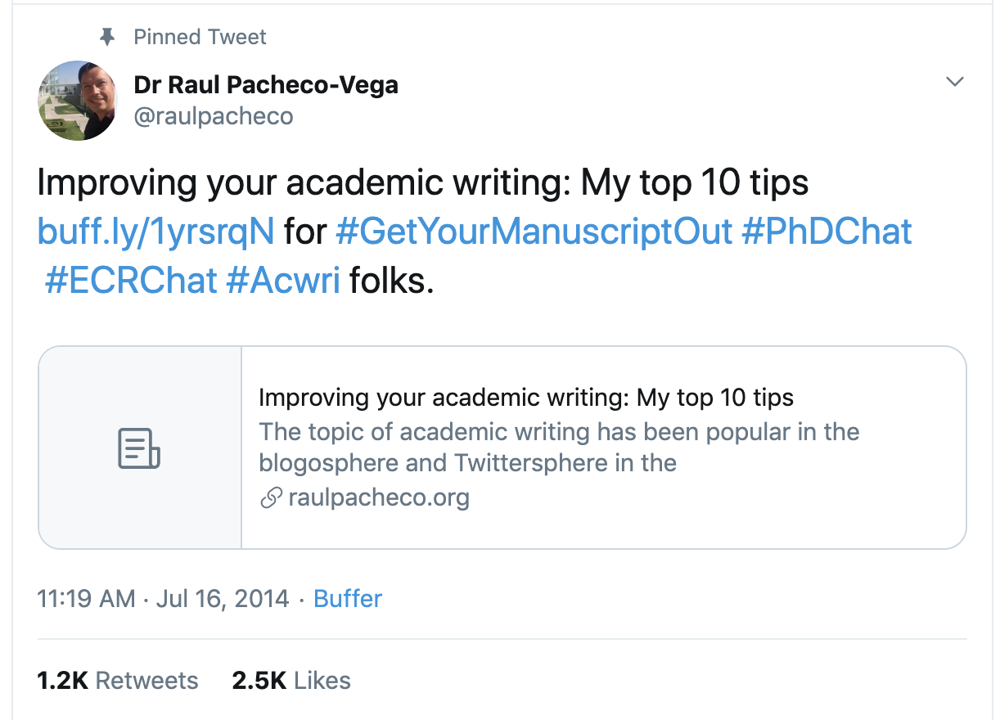 Pinned Tweet
Dr Raul Pacheco-Vega
@raulpacheco
Improving your academic writing: My top 10 tips
buff.ly/1yrsrqN for #GetYourManuscriptOut #PhDChat
#ECRChat #Acwri folks.
Improving your academic writing: My top 10 tips
The topic of academic writing has been popular in the
blogosphere and Twittersphere in the
raulpacheco.org
11:19 AM · Jul 16, 2014 · Buffer
1.2K Retweets 2.5K Likes